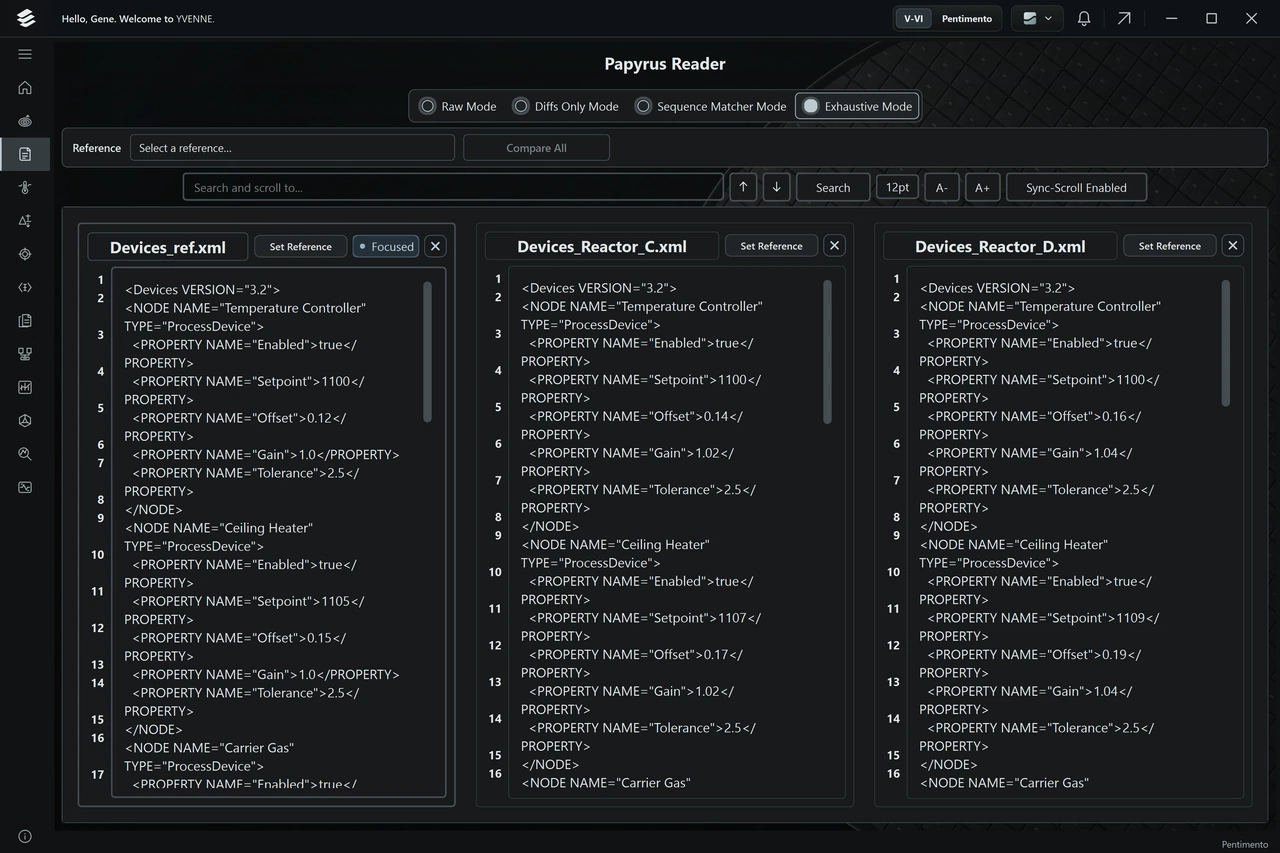 Hello, Gene. Welcome to YVENNE.
V-VI Pentimento
Papyrus Reader
Raw Mode
Diffs Only Mode
Sequence Matcher Mode
Exhaustive Mode
Reference
Select a reference...
Compare All
Search and scroll to...
↑
↓
Search
12pt
A-
A+
Sync-Scroll Enabled
Devices_ref.xml
Set Reference
Focused
1 <Devices VERSION="3.2">
2 <NODE NAME="Temperature Controller"
TYPE="ProcessDevice">
3 <PROPERTY NAME="Enabled">true</
PROPERTY>
4 <PROPERTY NAME="Setpoint">1100</
PROPERTY>
5 <PROPERTY NAME="Offset">0.12</
PROPERTY>
6 <PROPERTY NAME="Gain">1.0</PROPERTY>
7 <PROPERTY NAME="Tolerance">2.5</
PROPERTY>
8 </NODE>
9 <NODE NAME="Ceiling Heater"
TYPE="ProcessDevice">
10 <PROPERTY NAME="Enabled">true</
PROPERTY>
11 <PROPERTY NAME="Setpoint">1105</
PROPERTY>
12 <PROPERTY NAME="Offset">0.15</
PROPERTY>
13 <PROPERTY NAME="Gain">1.0</PROPERTY>
14 <PROPERTY NAME="Tolerance">2.5</
PROPERTY>
15 </NODE>
16 <NODE NAME="Carrier Gas"
TYPE="ProcessDevice">
17 <PROPERTY NAME="Enabled">true</
Devices_Reactor_C.xml
Set Reference
1 <Devices VERSION="3.2">
2 <NODE NAME="Temperature Controller"
TYPE="ProcessDevice">
3 <PROPERTY NAME="Enabled">true</
PROPERTY>
4 <PROPERTY NAME="Setpoint">1100</
PROPERTY>
5 <PROPERTY NAME="Offset">0.14</
PROPERTY>
6 <PROPERTY NAME="Gain">1.02</
PROPERTY>
7 <PROPERTY NAME="Tolerance">2.5</
PROPERTY>
8 </NODE>
9 <NODE NAME="Ceiling Heater"
TYPE="ProcessDevice">
10 <PROPERTY NAME="Enabled">true</
PROPERTY>
11 <PROPERTY NAME="Setpoint">1107</
PROPERTY>
12 <PROPERTY NAME="Offset">0.17</
PROPERTY>
13 <PROPERTY NAME="Gain">1.02</
PROPERTY>
14 <PROPERTY NAME="Tolerance">2.5</
PROPERTY>
15 </NODE>
16 <NODE NAME="Carrier Gas"
Devices_Reactor_D.xml
Set Reference
1 <Devices VERSION="3.2">
2 <NODE NAME="Temperature Controller"
TYPE="ProcessDevice">
3 <PROPERTY NAME="Enabled">true</
PROPERTY>
4 <PROPERTY NAME="Setpoint">1100</
PROPERTY>
5 <PROPERTY NAME="Offset">0.16</
PROPERTY>
6 <PROPERTY NAME="Gain">1.04</
PROPERTY>
7 <PROPERTY NAME="Tolerance">2.5</
PROPERTY>
8 </NODE>
9 <NODE NAME="Ceiling Heater"
TYPE="ProcessDevice">
10 <PROPERTY NAME="Enabled">true</
PROPERTY>
11 <PROPERTY NAME="Setpoint">1109</
PROPERTY>
12 <PROPERTY NAME="Offset">0.19</
PROPERTY>
13 <PROPERTY NAME="Gain">1.04</
PROPERTY>
14 <PROPERTY NAME="Tolerance">2.5</
PROPERTY>
15 </NODE>
16 <NODE NAME="Carrier Gas"
Pentimento